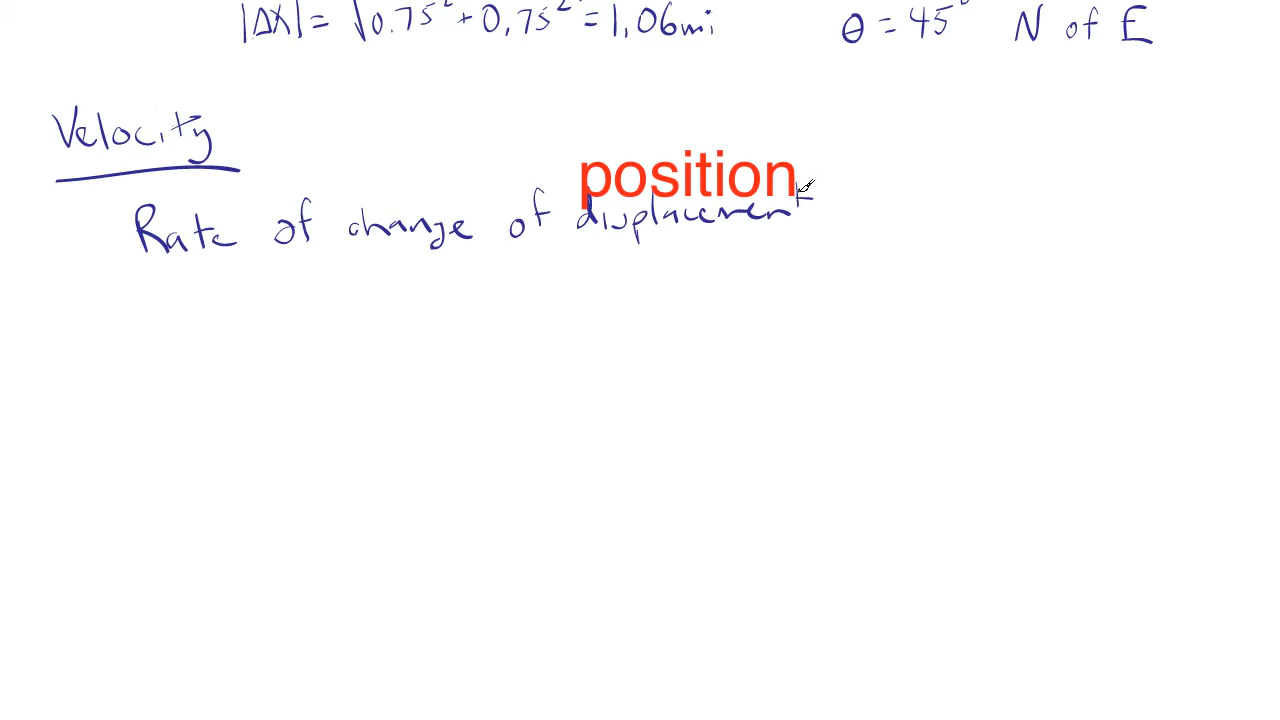 |ΔX| = √0.75² + 0.75² = 1.06mi θ = 45° N of E
Velocity
position
Rate of change of displacement